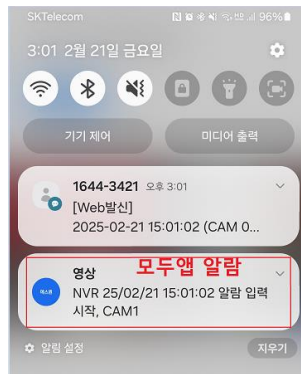 SKTelecom
96%
3:01 2월 21일 금요일
기기 제어
미디어 출력
1644-3421 오후 3:01
[Web발신]
2025-02-21 15:01:02 (CAM 0...
모두앱 알람
영상
NVR 25/02/21 15:01:02 알람 입력
시작, CAM1
알림 설정
지우기